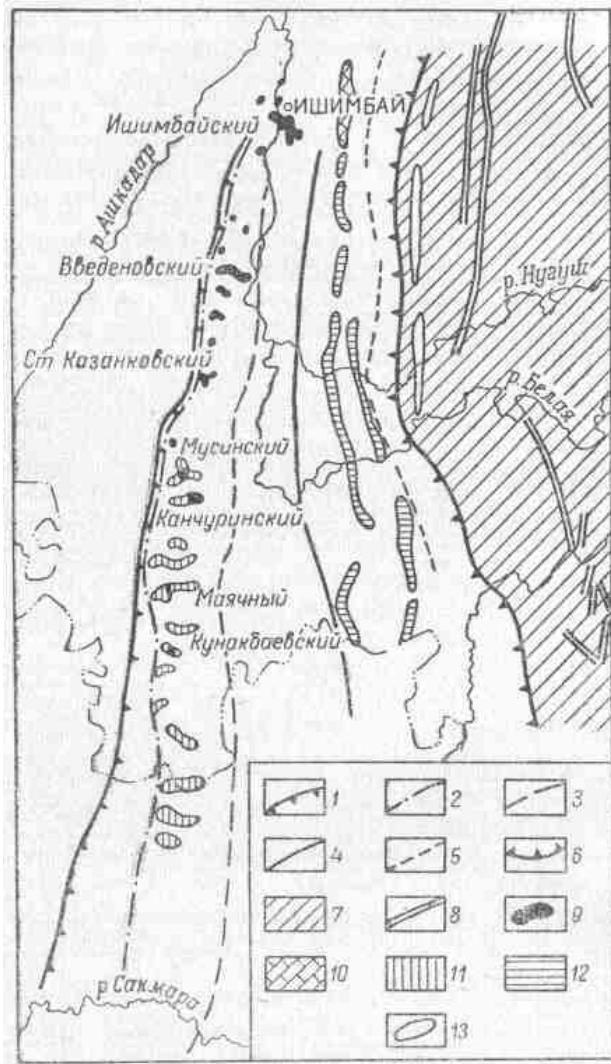 ИШИМБАЙ
Ишимбайский
р. Ашкадар
Введеновский
р. Нугуш
Ст Казанковский
р. Белая
Мусинский
Канчуринский
Маячный
Кунакбаевский
1 2 3
4 5 6
7 8 9
10 11 12
13
р Сакмара